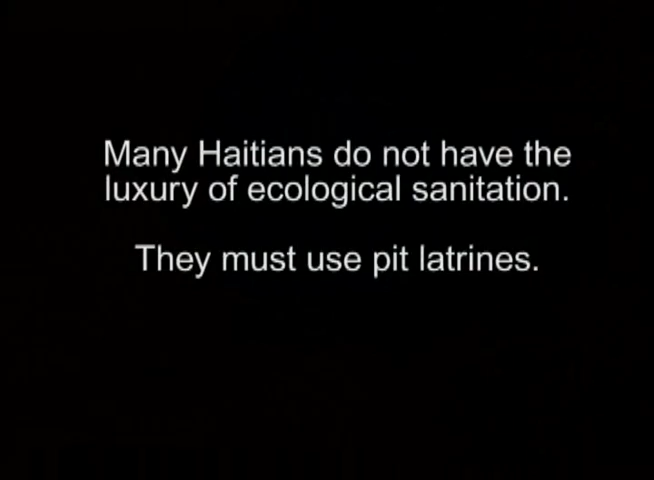 Many Haitians do not have the
luxury of ecological sanitation.
They must use pit latrines.